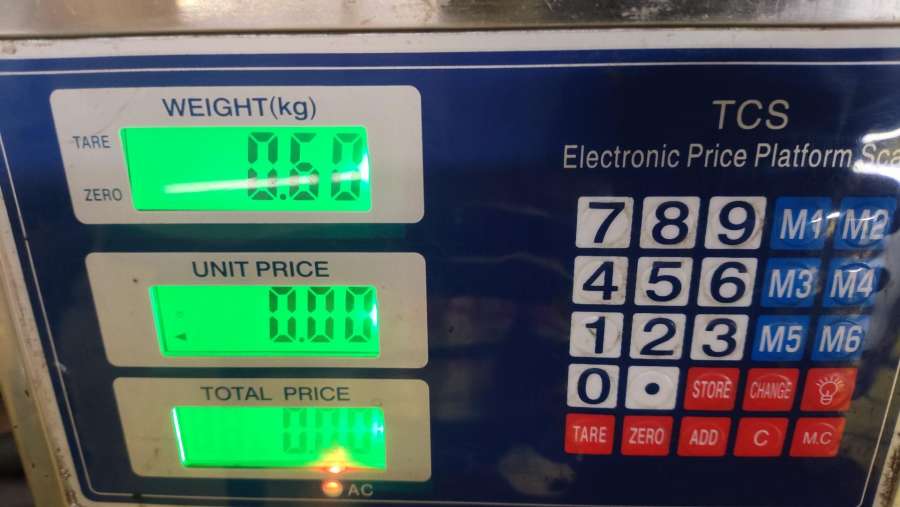 WEIGHT(kg)
TARE
ZERO
0.60
UNIT PRICE
0.00
TOTAL PRICE
0.00
AC
TCS
Electronic Price Platform
7 8 9 M1 M2
4 5 6 M3 M4
1 2 3 M5 M6
0 . STORE CHANGE
TARE ZERO ADD C M.C